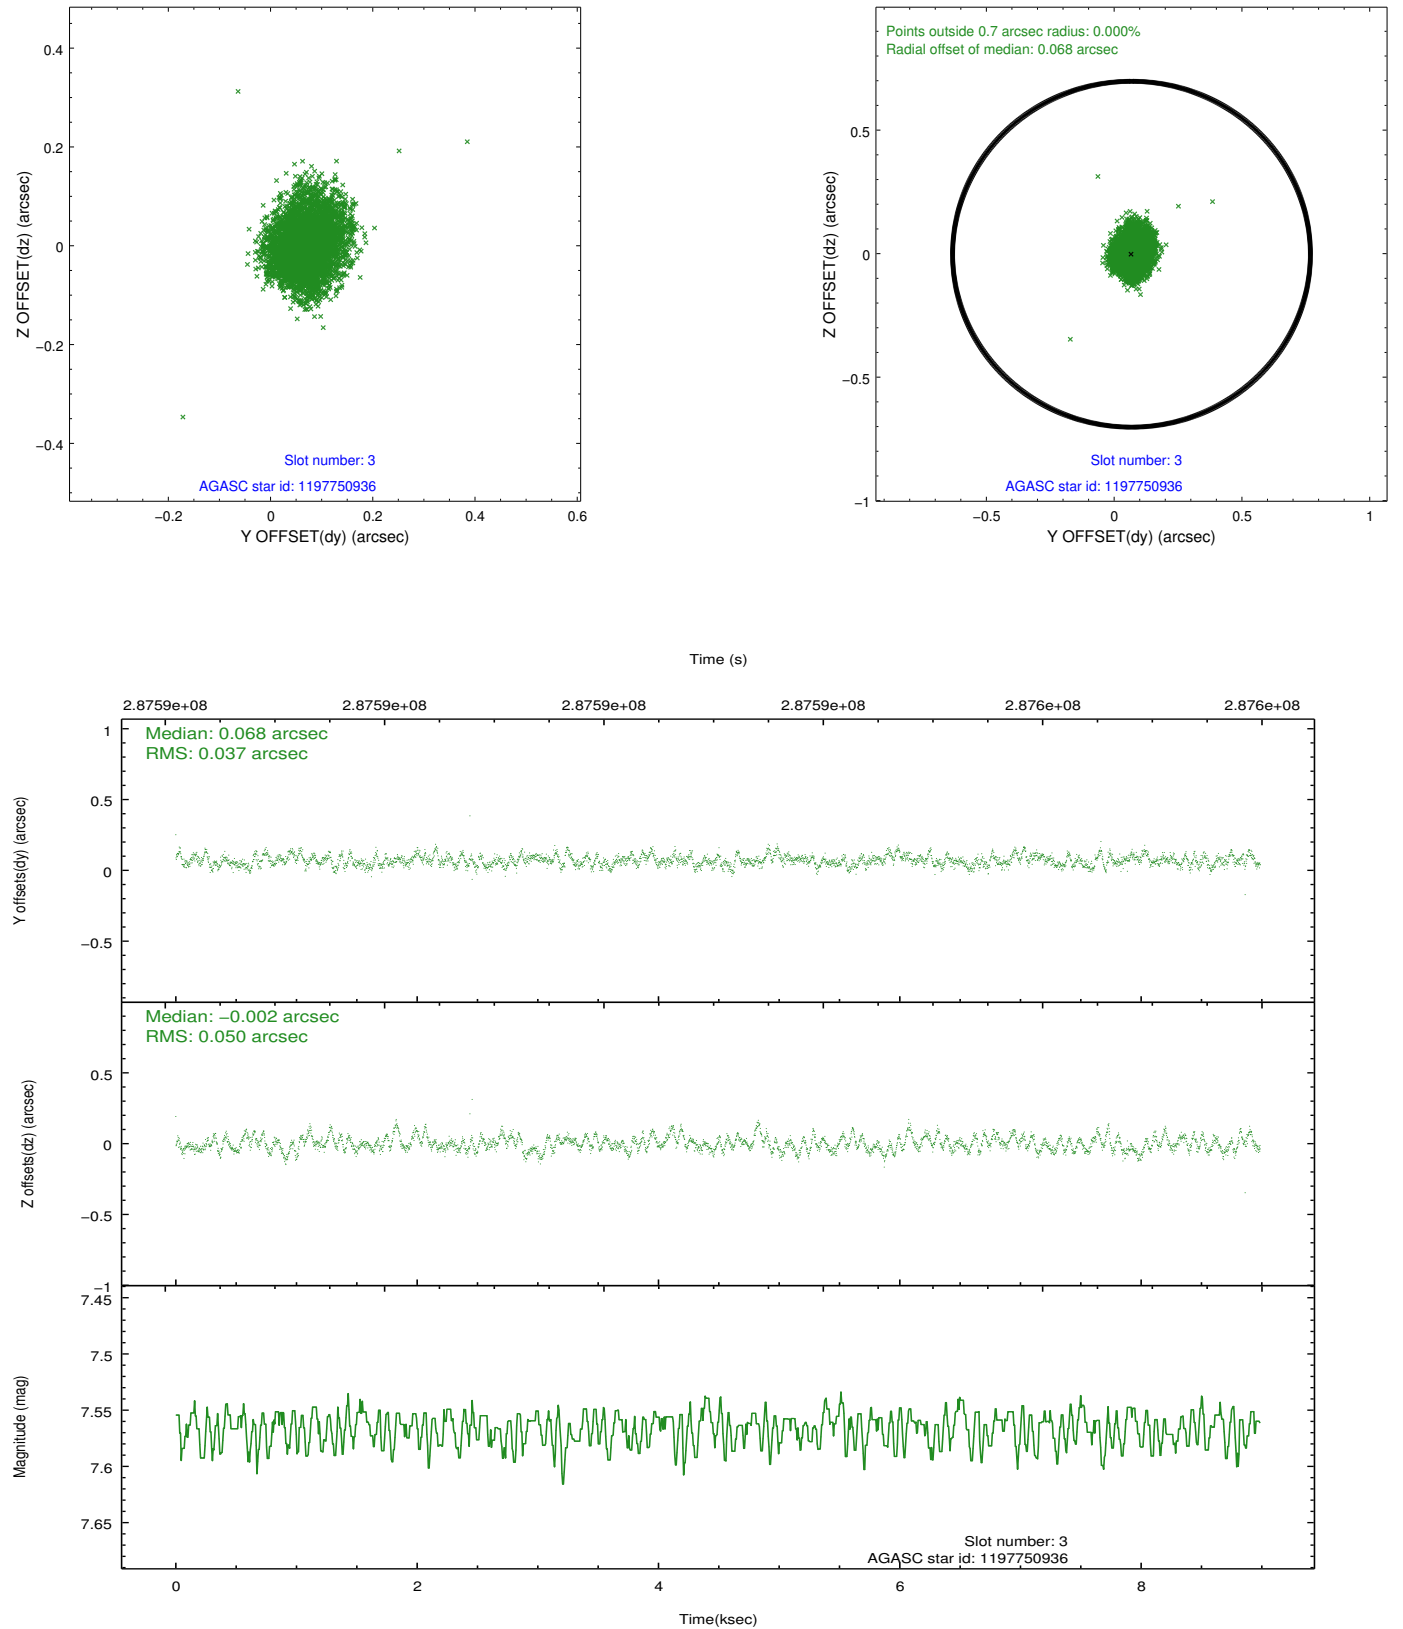 0.4
0.2
0
−0.2
−0.4
Z OFFSET(dz) (arcsec)
Slot number: 3
AGASC star id: 1197750936
−0.2 0 0.2 0.4 0.6
Y OFFSET(dy) (arcsec)
Points outside 0.7 arcsec radius: 0.000%
Radial offset of median: 0.068 arcsec
0.5
0
−0.5
−1
Z OFFSET(dz) (arcsec)
Slot number: 3
AGASC star id: 1197750936
−0.5 0 0.5 1
Y OFFSET(dy) (arcsec)
Time (s)
2.8759e+08 2.8759e+08 2.8759e+08 2.8759e+08 2.876e+08 2.876e+08
Median: 0.068 arcsec
RMS: 0.037 arcsec
1
0.5
0
−0.5
Y offsets(dy) (arcsec)
Median: −0.002 arcsec
RMS: 0.050 arcsec
0.5
0
−0.5
−1
Z offsets(dz) (arcsec)
7.45
7.5
7.55
7.6
7.65
Magnitude (mag)
Slot number: 3
AGASC star id: 1197750936
0 2 4 6 8
Time(ksec)